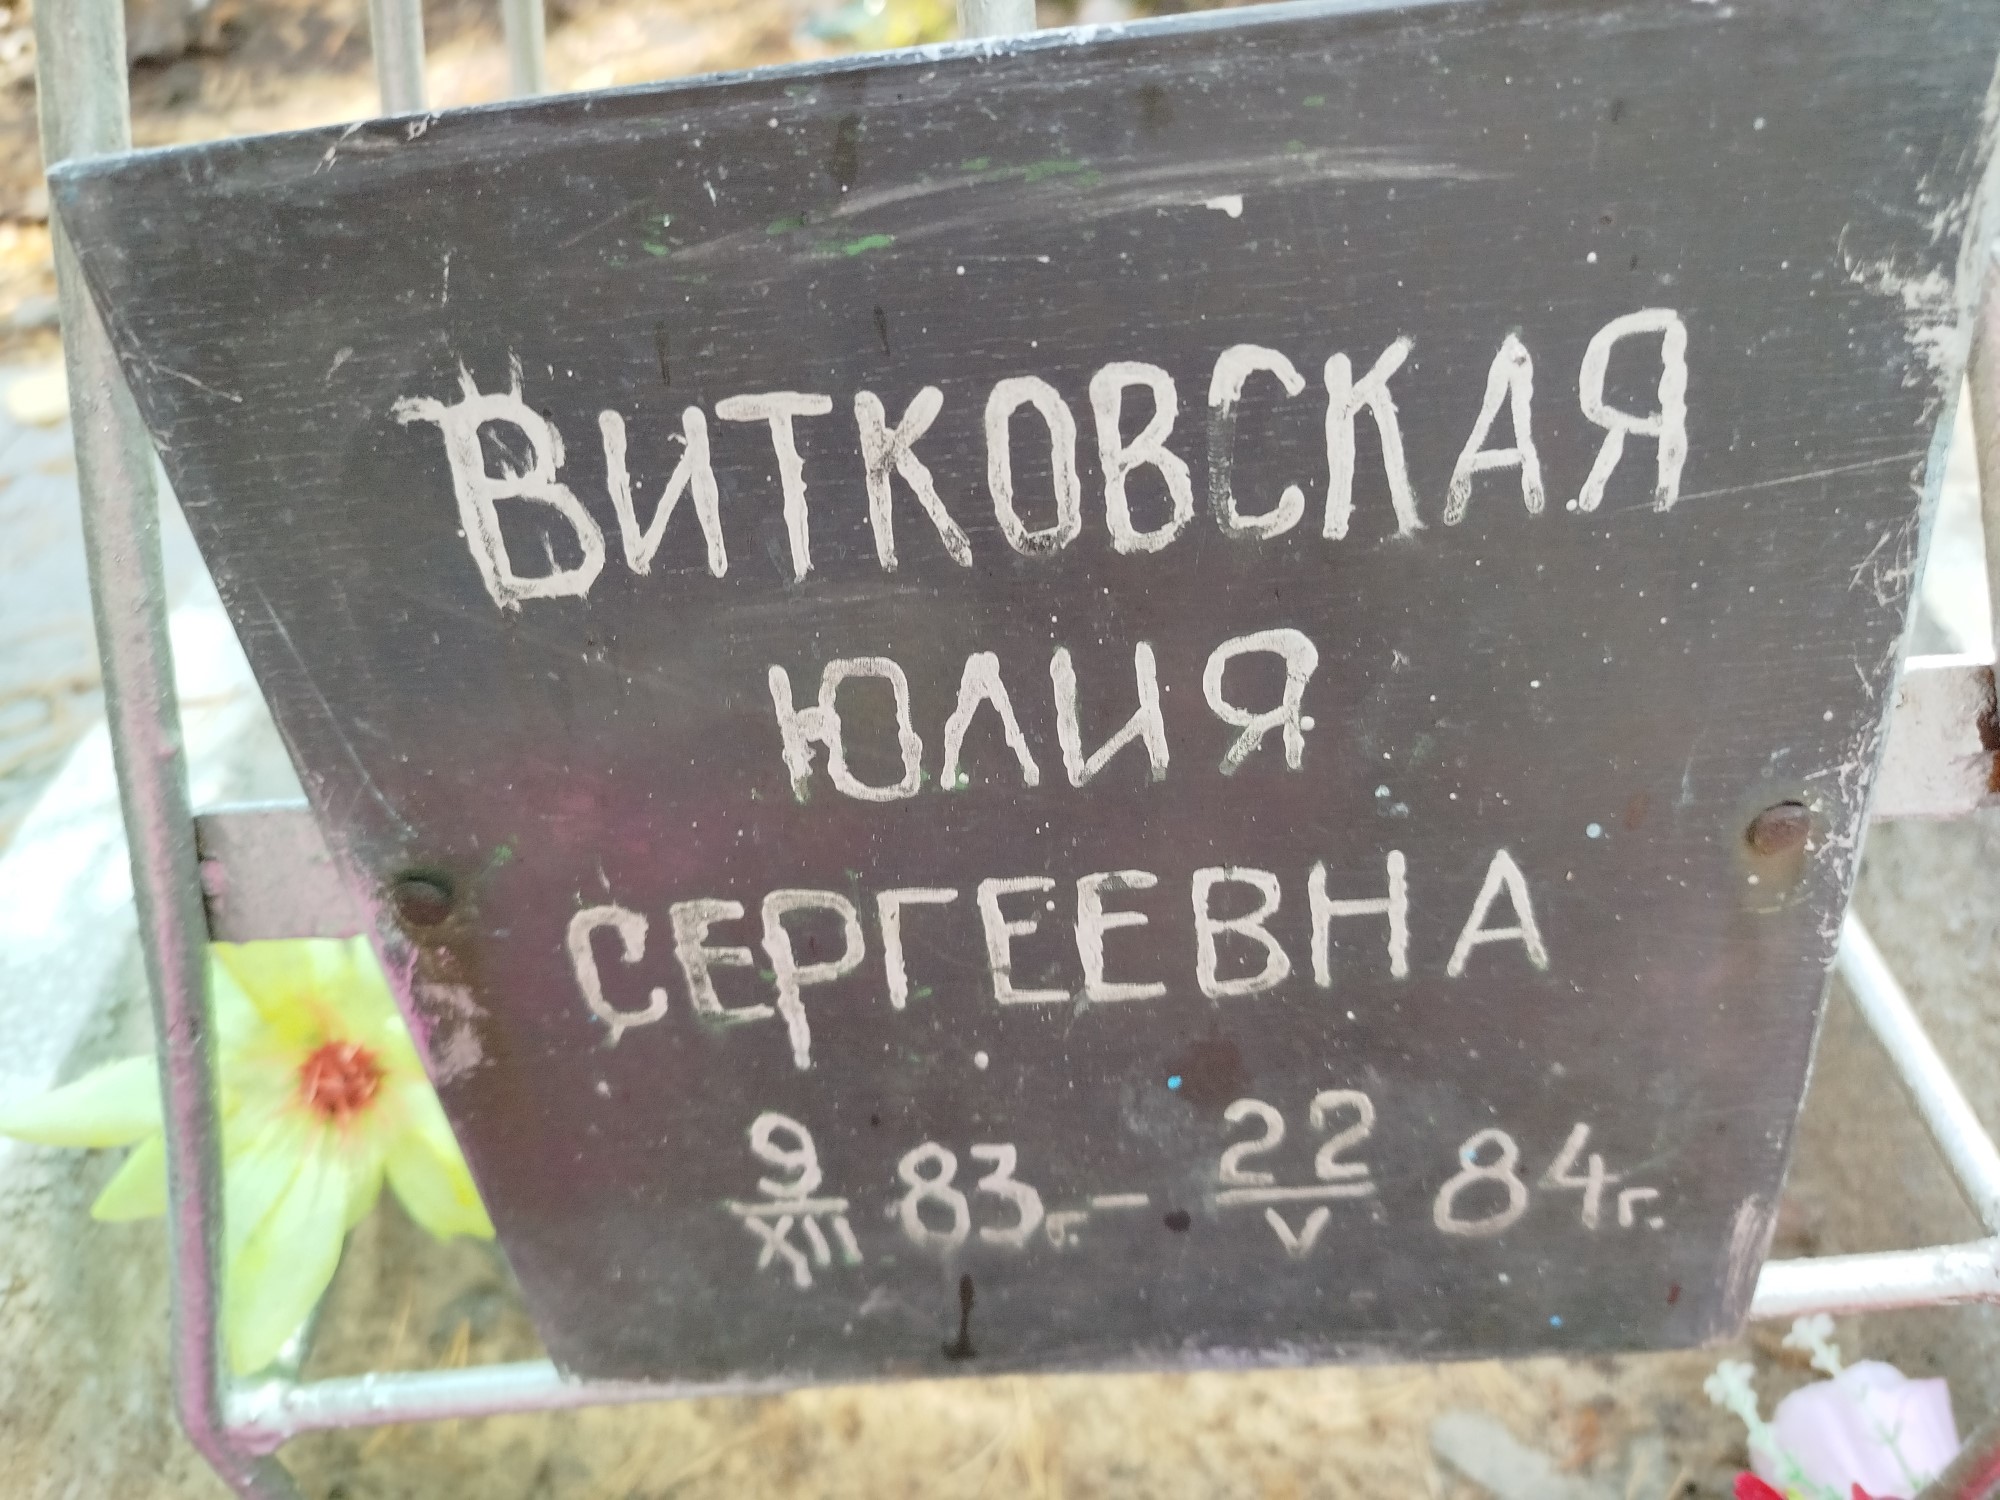 ВИТКОВСКАЯ
ЮЛИЯ
СЕРГЕЕВНА
9/XII 83г. – 22/V 84г.